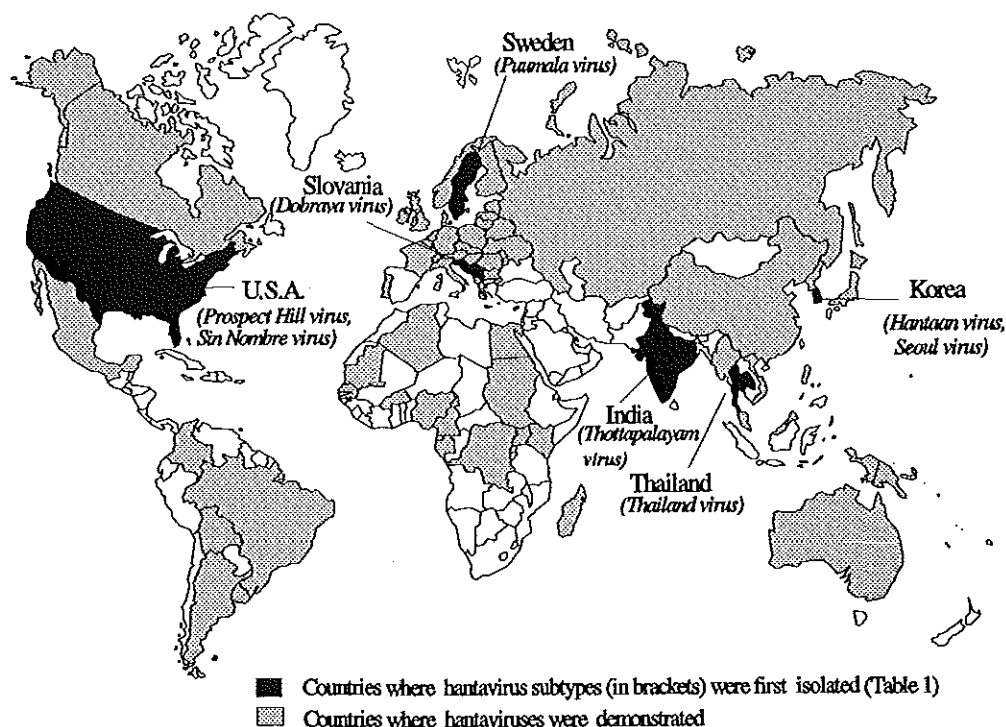 Sweden
(Puumala virus)
Slovania
(Dobrava virus)
U.S.A.
(Prospect Hill virus,
Sin Nombre virus)
Korea
(Hantaan virus,
Seoul virus)
India
(Thottapalayam
virus)
Thailand
(Thailand virus)
Countries where hantavirus subtypes (in brackets) were first isolated (Table 1)
Countries where hantaviruses were demonstrated